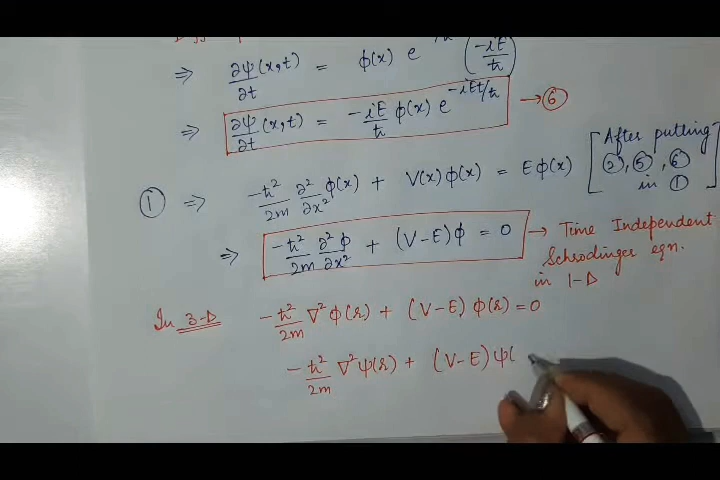 ⇒ ∂ψ(x,t)/∂t = φ(x) e (-iE/ħ)
⇒ ∂ψ(x,t)/∂t = -iE/ħ φ(x) e^{-iEt/ħ} → ⑥
① ⇒ -ħ²/2m ∂²/∂x² φ(x) + V(x)φ(x) = Eφ(x) [After putting ②, ⑤, ⑥ in ①]
⇒ -ħ²/2m ∂²φ/∂x² + (V-E)φ = 0 → Time Independent Schrodinger eqn. in 1-D
In 3-D -ħ²/2m ∇²φ(r) + (V-E) φ(r) = 0
-ħ²/2m ∇²ψ(r) + (V-E) ψ(